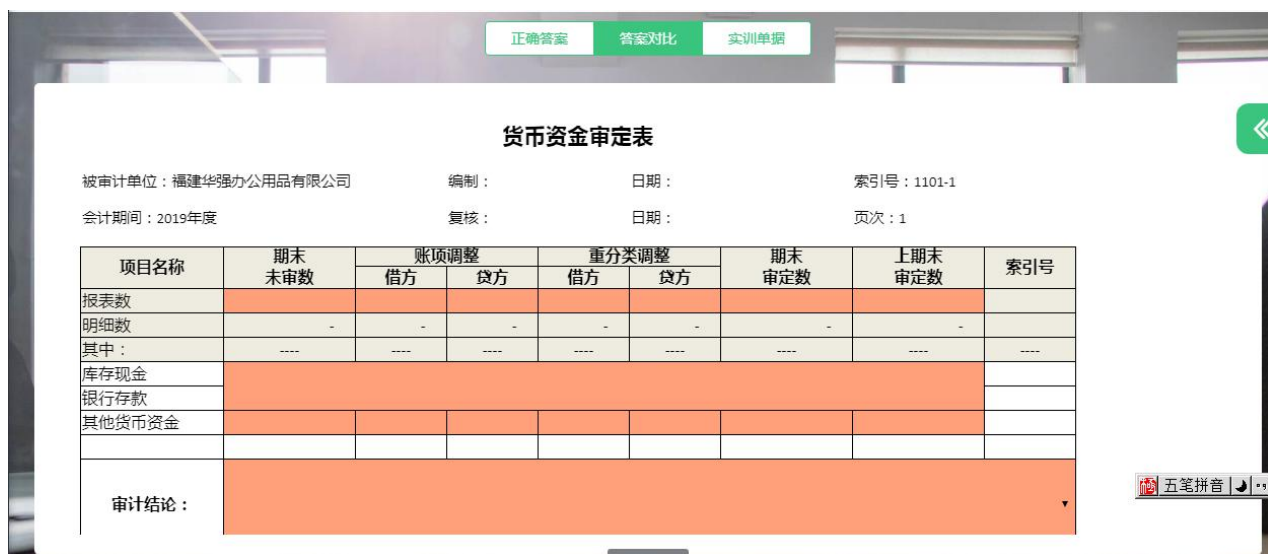 正确答案 答案对比 实训单据
货币资金审定表
被审计单位：福建华强办公用品有限公司 编制： 日期： 索引号：1101-1
会计期间：2019年度 复核： 日期： 页次：1
项目名称 期末未审数 账项调整 重分类调整 期末审定数 上期末审定数 索引号
借方 贷方 借方 贷方
报表数
明细数 - - - - - - -
其中： ---- ---- ---- ---- ---- ---- ---- ----
库存现金
银行存款
其他货币资金
审计结论：
五笔拼音